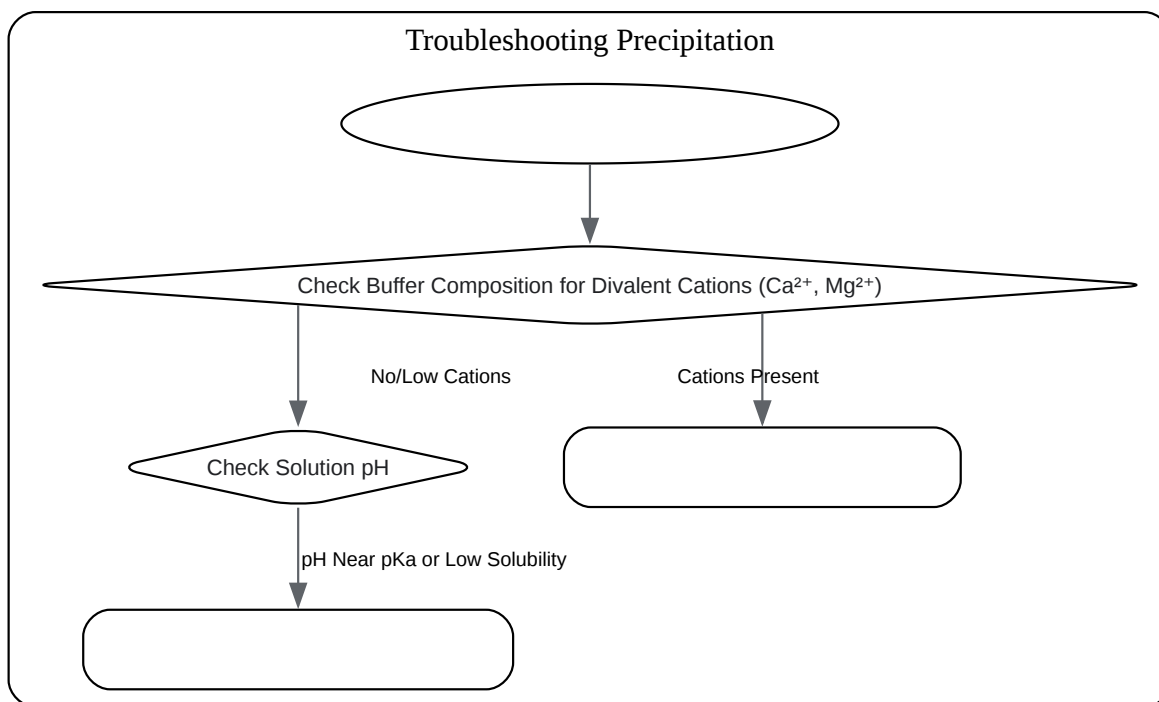 Troubleshooting Precipitation
Check Buffer Composition for Divalent Cations (Ca²⁺, Mg²⁺)
No/Low Cations
Cations Present
Check Solution pH
pH Near pKa or Low Solubility